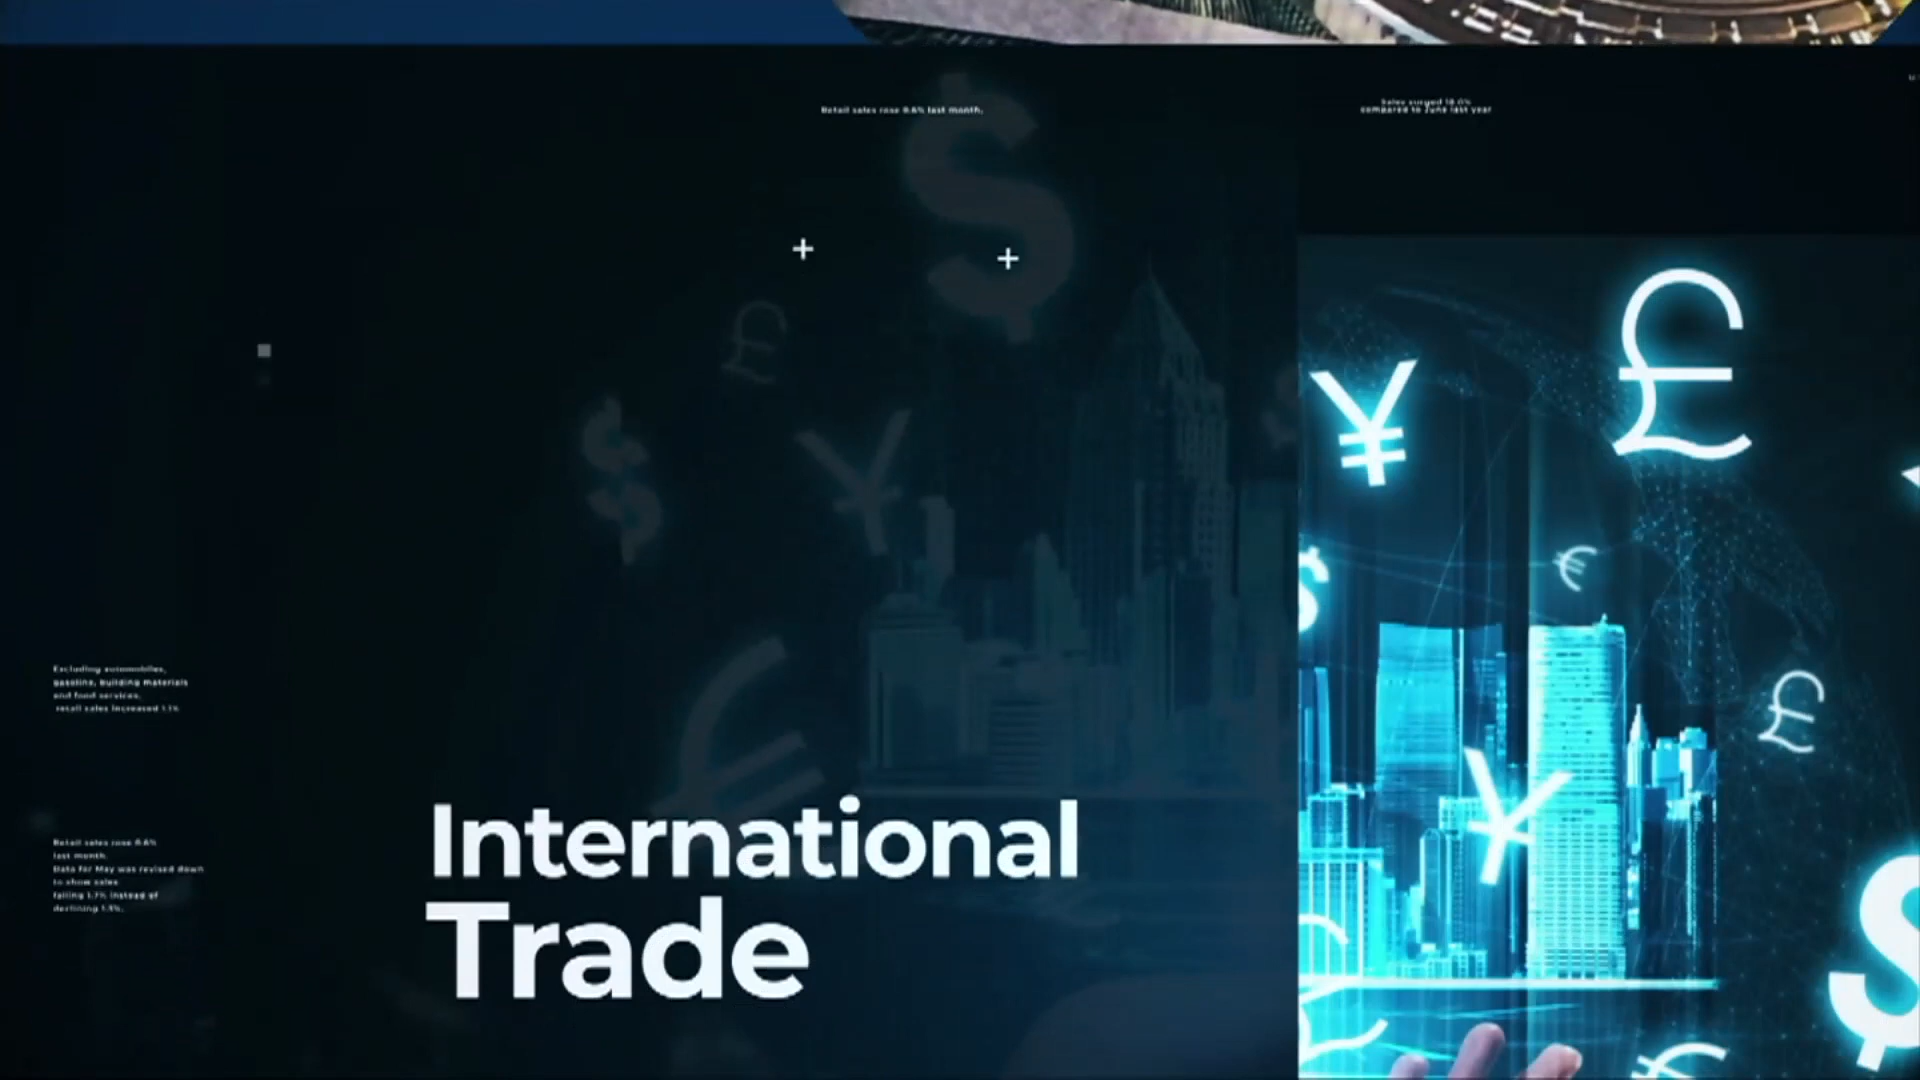 Retail sales rose 0.6% last month,
Sales surged 18.0%
compared to June last year
Excluding automobiles,
gasoline, building materials
and food services,
retail sales increased 1.1%
Retail sales rose 0.6%
last month.
Data for May was revised down
to show sales
falling 1.7% instead of
declining 1.3%.
International
Trade